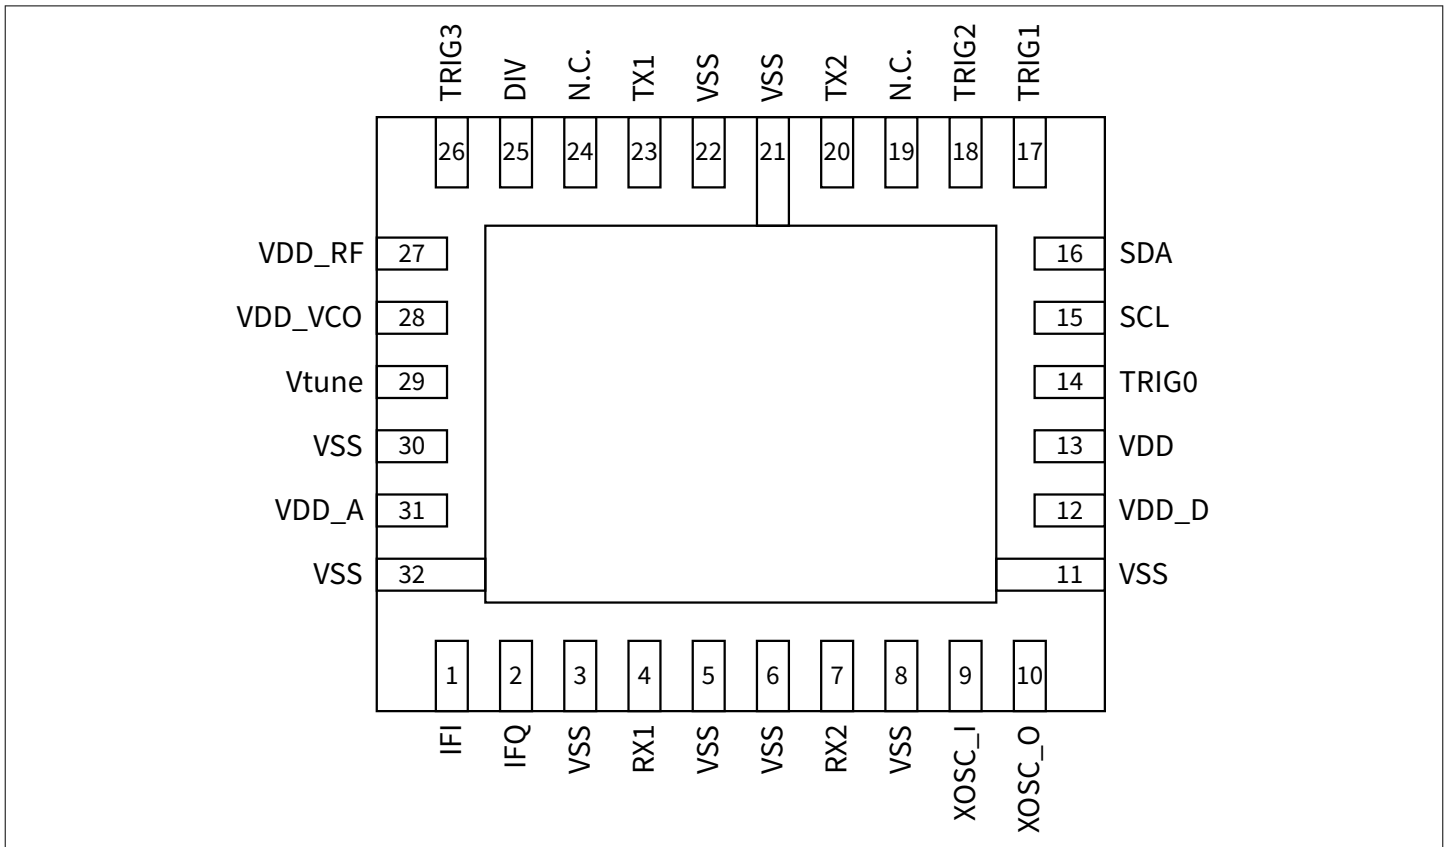 TRIG3 DIV N.C. TX1 VSS VSS TX2 N.C. TRIG2 TRIG1
26 25 24 23 22 21 20 19 18 17
VDD_RF 27 16 SDA
VDD_VCO 28 15 SCL
Vtune 29 14 TRIG0
VSS 30 13 VDD
VDD_A 31 12 VDD_D
VSS 32 11 VSS
1 2 3 4 5 6 7 8 9 10
IFI IFQ VSS RX1 VSS VSS RX2 VSS XOSC_I XOSC_O